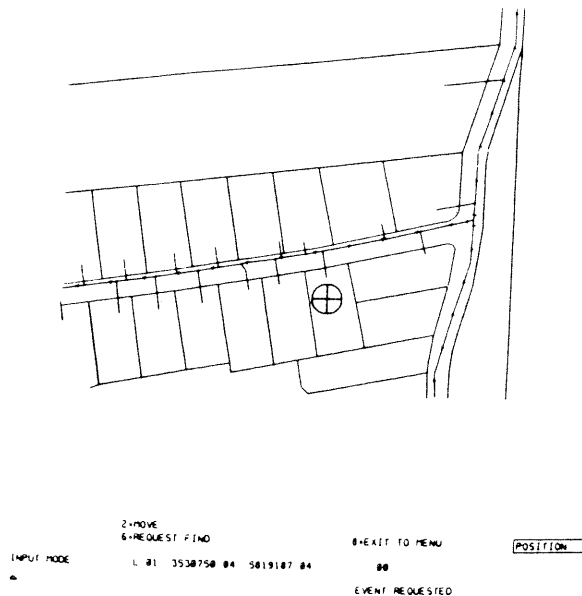 2=MOVE
6=REQUEST FIND
0=EXIT TO MENU
POSITION
INPUT MODE
L 01 3530750 04 5019107 04
00
EVENT REQUESTED